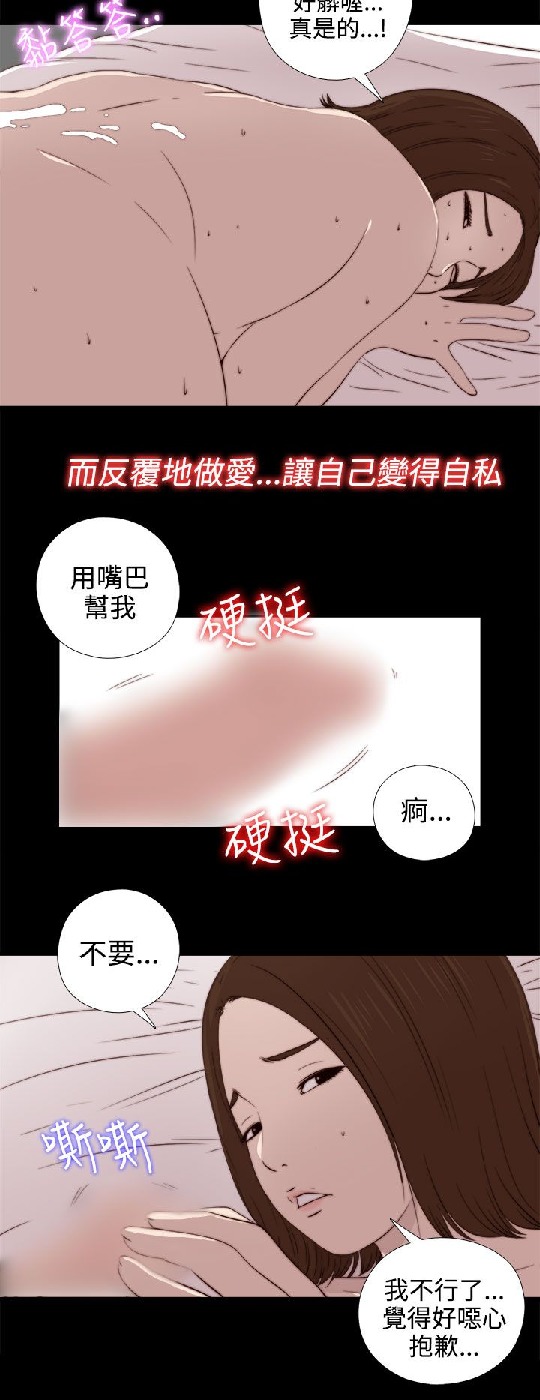 好髒喔...
真是的...!
黏答答..
而反覆地做愛...讓自己變得自私
用嘴巴
幫我
硬挺
硬挺
痾...
不要...
嘶嘶
我不行了...
覺得好噁心
抱歉...